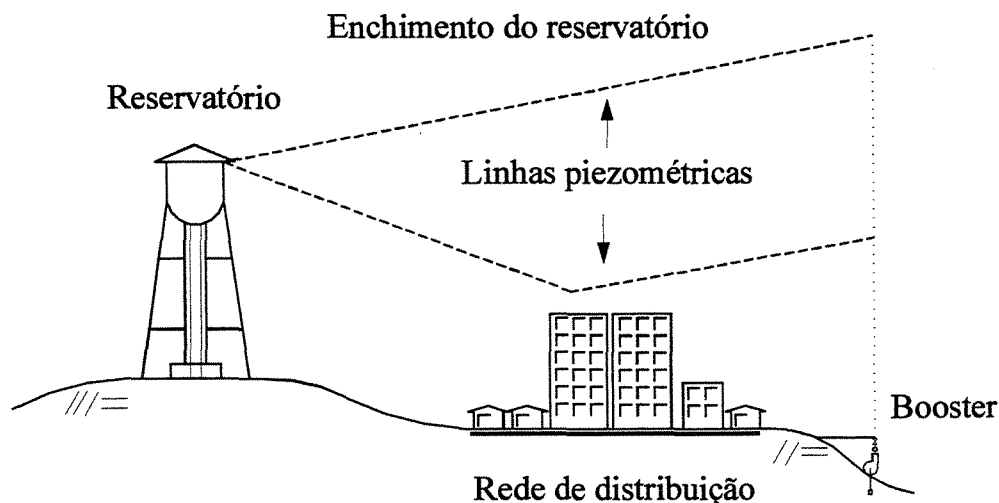 Enchimento do reservatório
Reservatório
Linhas piezométricas
Booster
Rede de distribuição